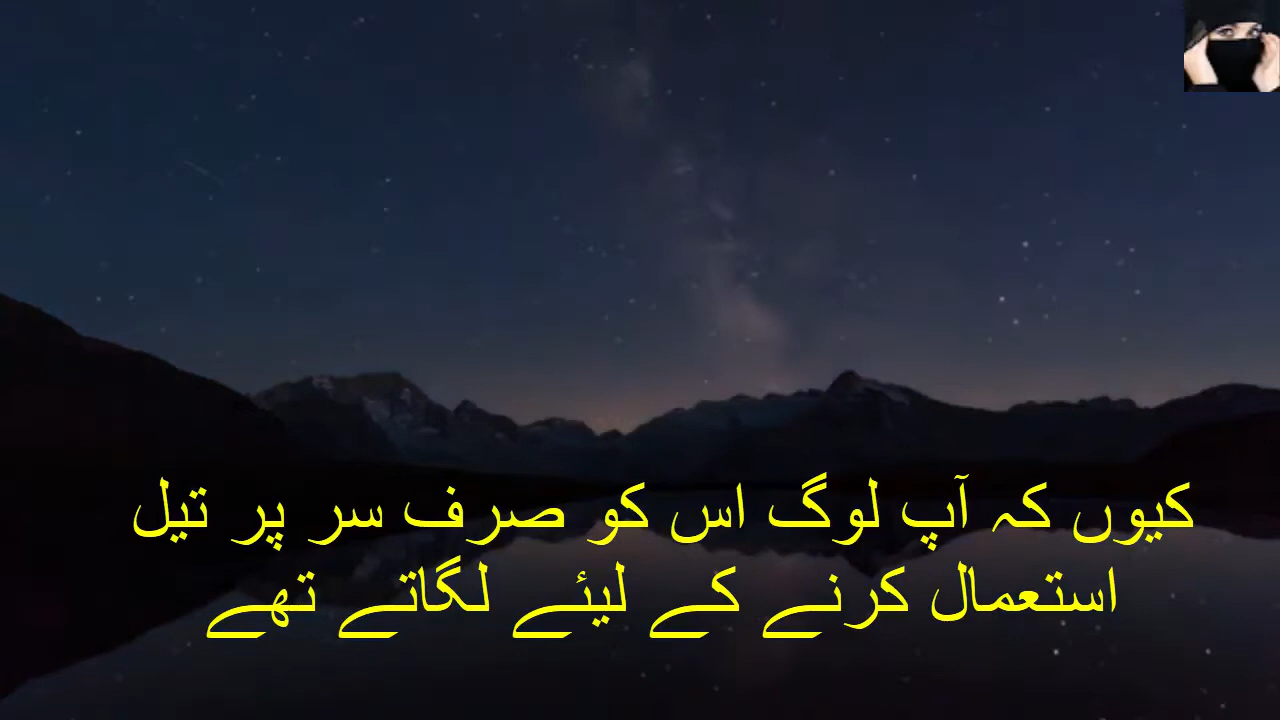 کیوں کہ آپ لوگ اس کو صرف سر پر تیل
استعمال کرنے کے لیئے لگاتے تھے